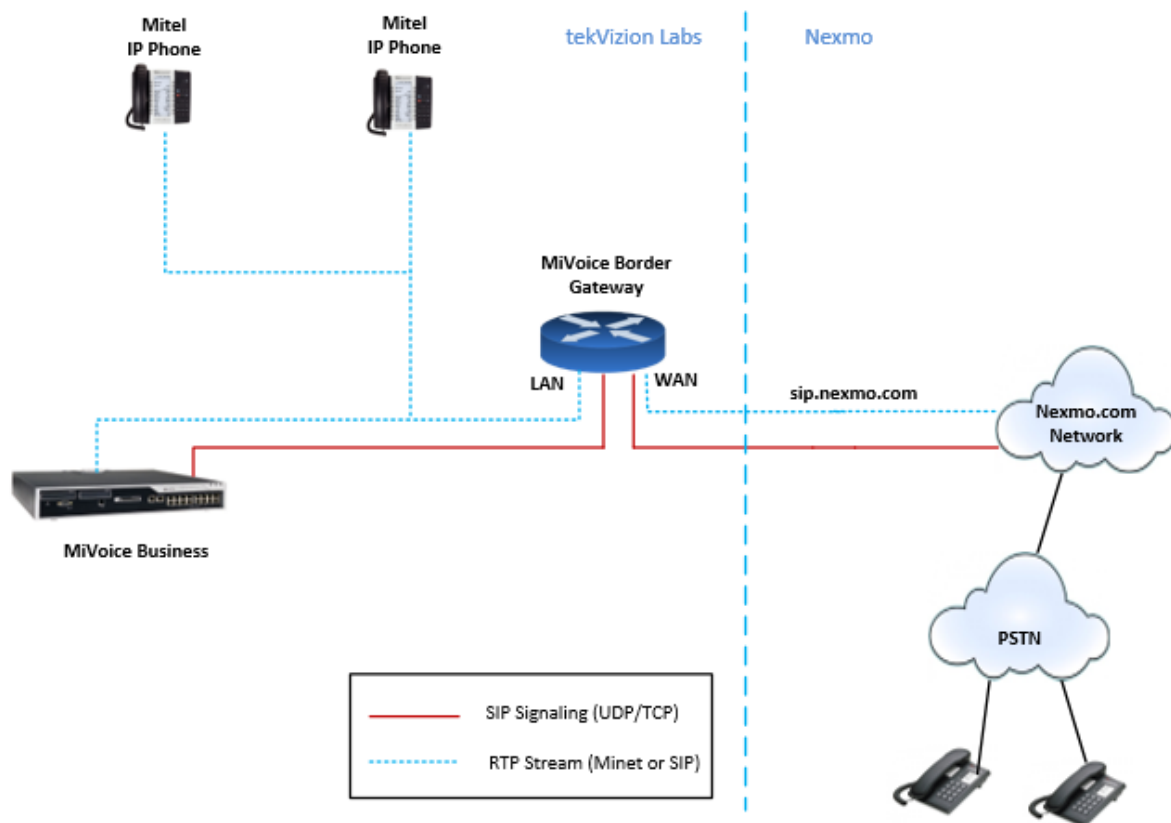 Mitel
IP Phone
Mitel
IP Phone
tekVizion Labs
Nexmo
MiVoice Border
Gateway
LAN
WAN
sip.nexmo.com
Nexmo.com
Network
MiVoice Business
PSTN
SIP Signaling (UDP/TCP)
RTP Stream (Minet or SIP)